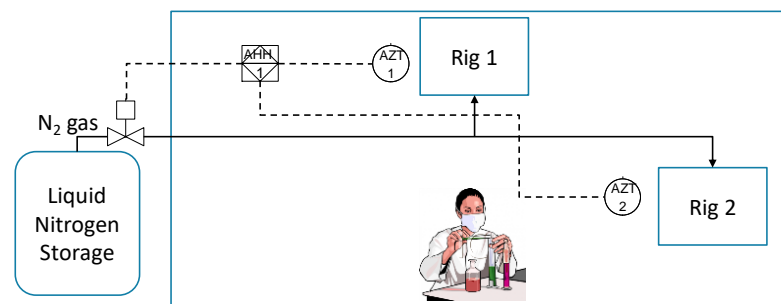 AHH
1
AZT
1
Rig 1
N₂ gas
Liquid
Nitrogen
Storage
AZT
2
Rig 2